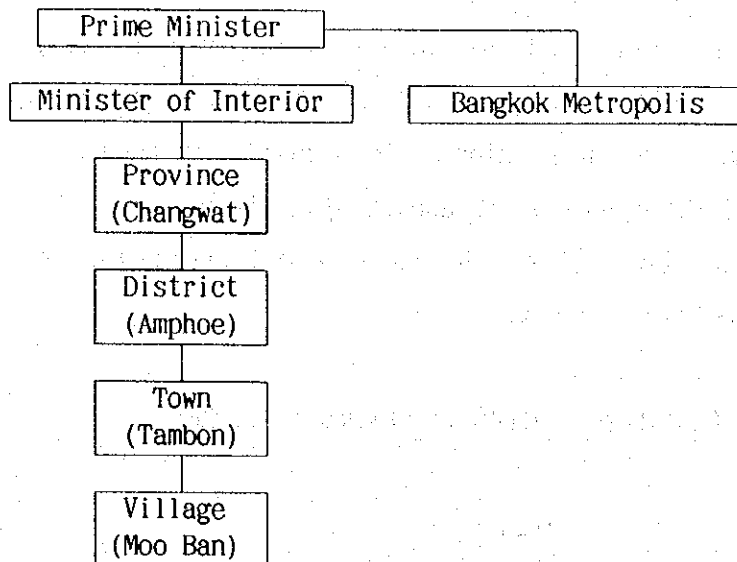 Prime Minister
Minister of Interior
Bangkok Metropolis
Province
(Changwat)
District
(Amphoe)
Town
(Tambon)
Village
(Moo Ban)